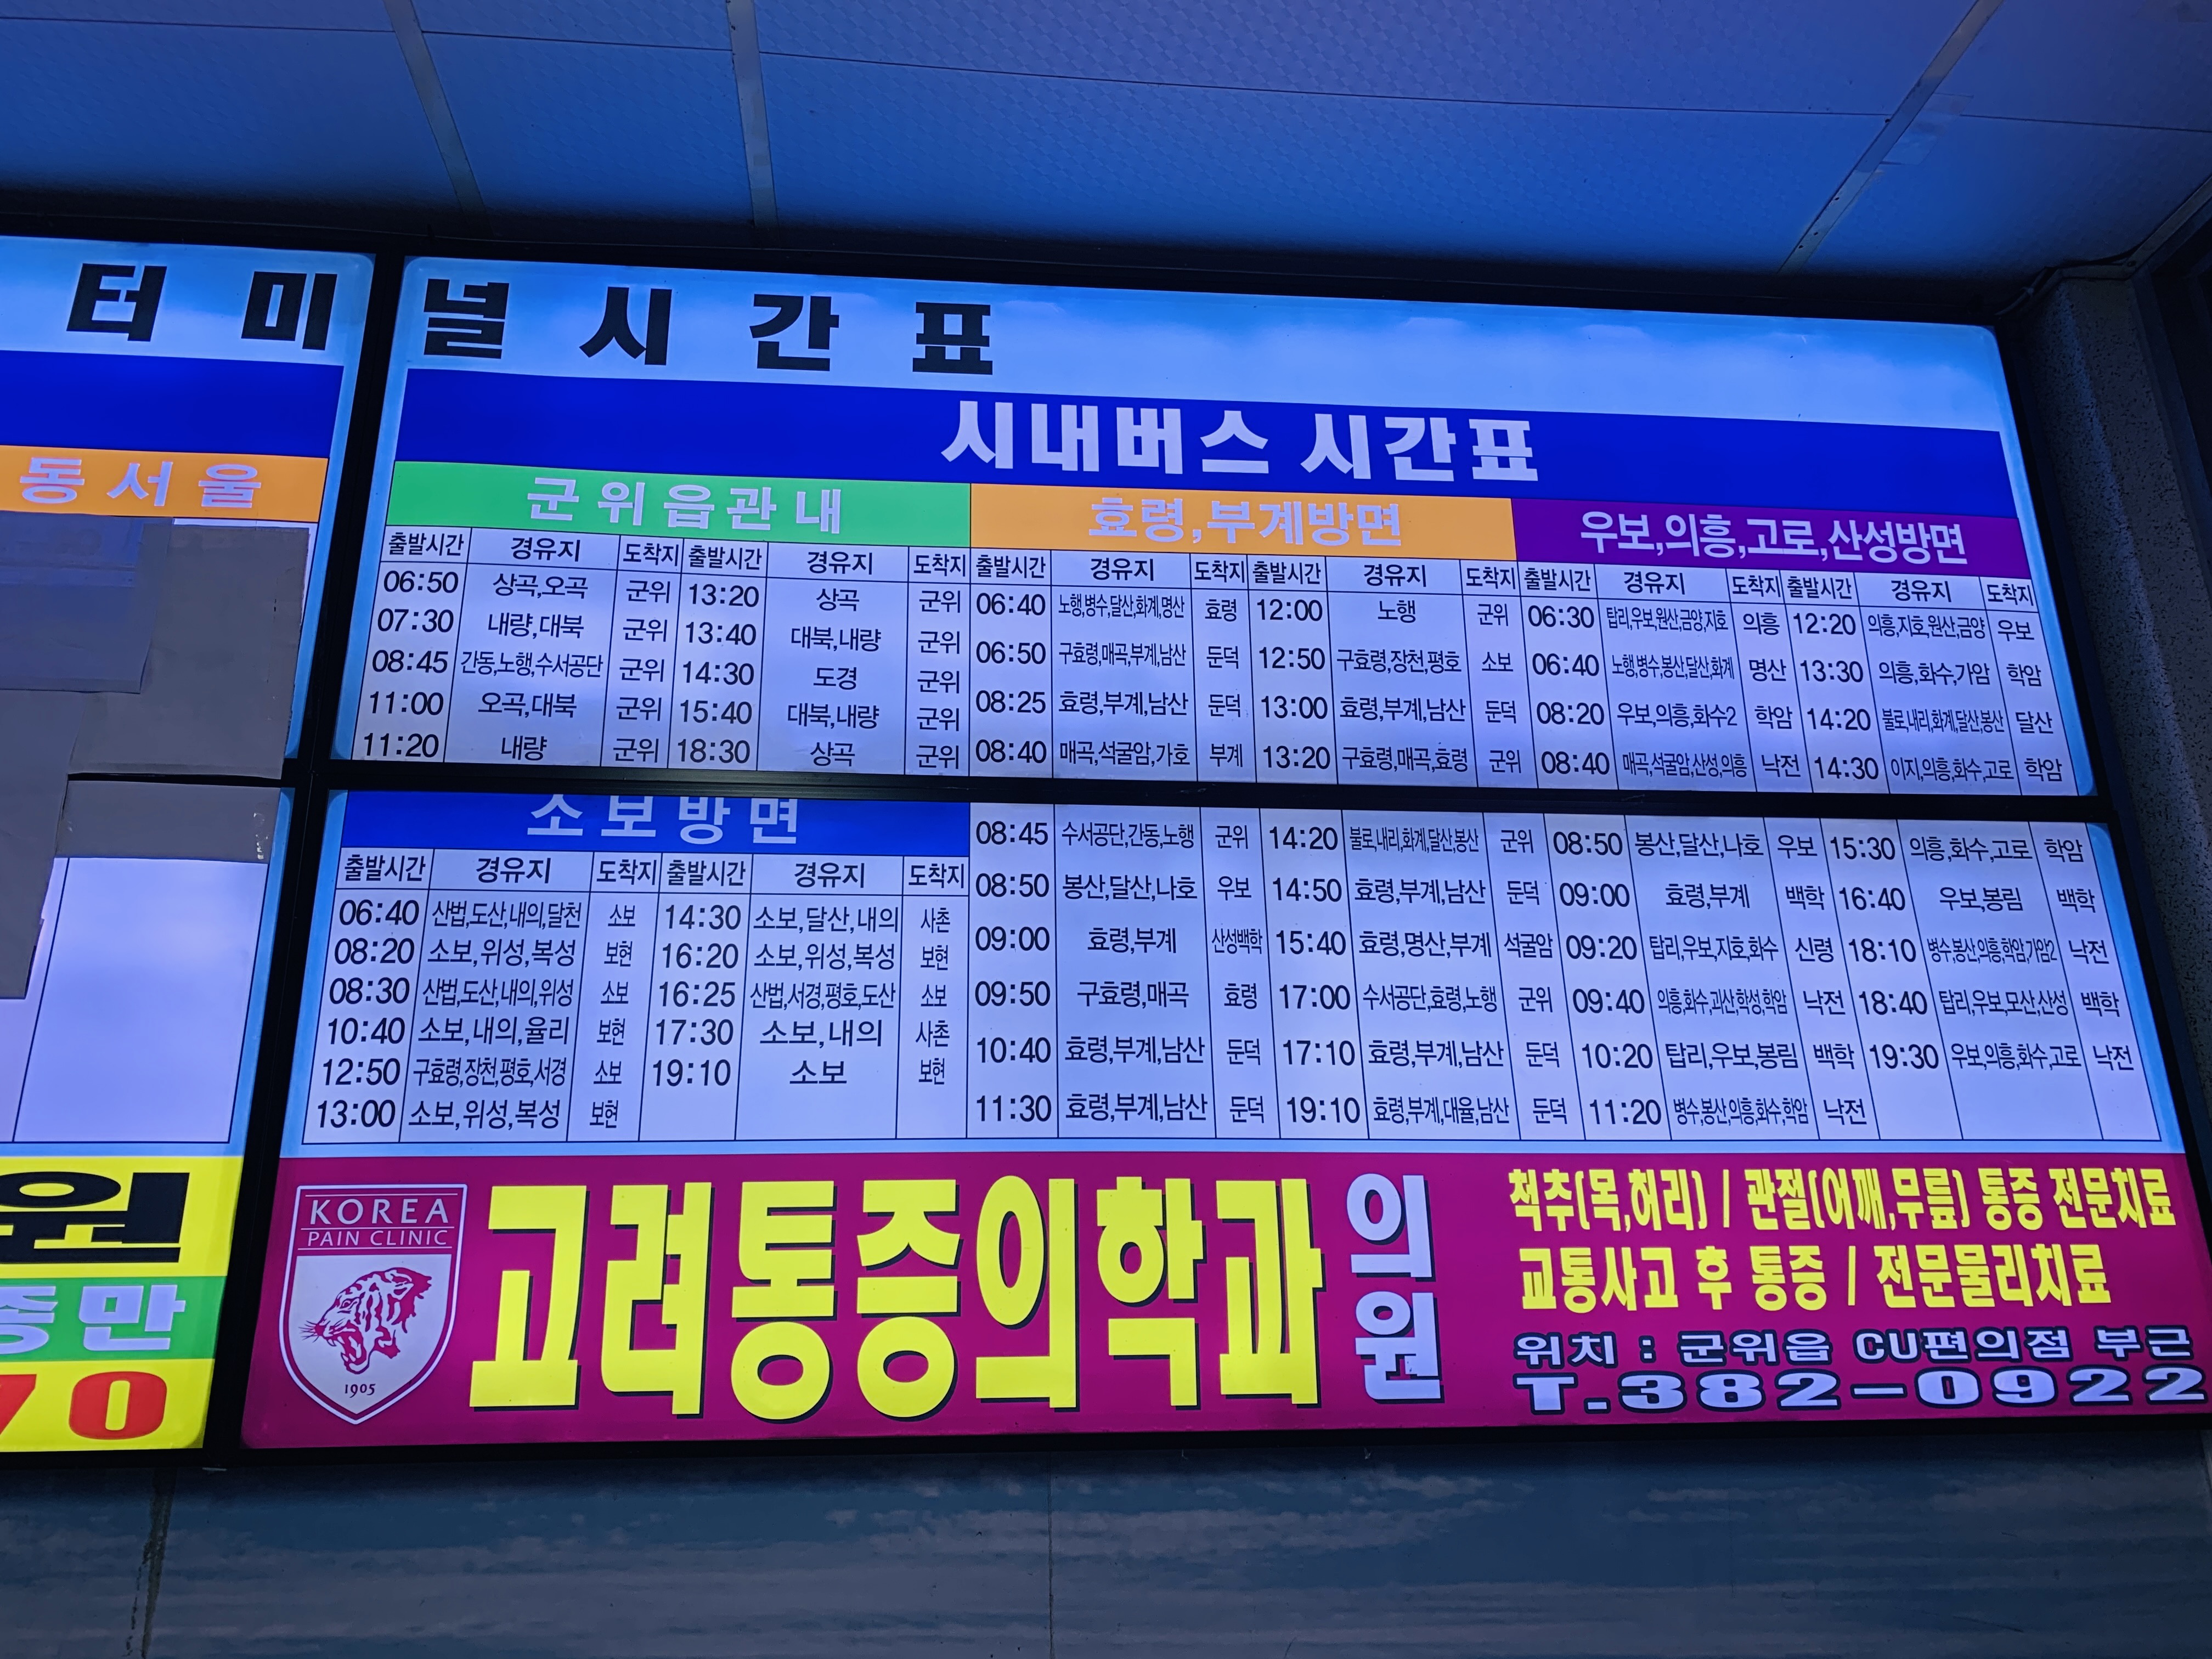 터 미 널 시 간 표
동서울
시내버스 시간표
군위읍관내
출발시간 경유지 도착지 출발시간 경유지 도착지
06:50 상곡,오곡 군위 13:20 상곡 군위
07:30 내량,대북 군위 13:40 대북,내량 군위
08:45 간동,노행,수서공단 군위 14:30 도경 군위
11:00 오곡,대북 군위 15:40 대북,내량 군위
11:20 내량 군위 18:30 상곡 군위
소보방면
출발시간 경유지 도착지 출발시간 경유지 도착지
06:40 산법,도산,내의,달천 소보 14:30 소보,달산,내의 사촌
08:20 소보,위성,복성 보현 16:20 소보,위성,복성 보현
08:30 산법,도산,내의,위성 소보 16:25 산법,서경,평호,도산 소보
10:40 소보,내의,율리 보현 17:30 소보,내의 사촌
12:50 구효령,장천,평호,서경 소보 19:10 소보 보현
13:00 소보,위성,복성 보현
효령,부계방면
출발시간 경유지 도착지 출발시간 경유지 도착지
06:40 노행,병수,달산,화계,명산 효령 12:00 노행 군위
06:50 구효령,매곡,부계,남산 둔덕 12:50 구효령,장천,평호 소보
08:25 효령,부계,남산 둔덕 13:00 효령,부계,남산 둔덕
08:40 매곡,석굴암,가호 부계 13:20 구효령,매곡,효령 군위
08:45 수서공단,간동,노행 군위 14:20 불로,내리,화계,달산,봉산 군위
08:50 봉산,달산,나호 우보 14:50 효령,부계,남산 둔덕
09:00 효령,부계 산성백학 15:40 효령,명산,부계 석굴암
09:50 구효령,매곡 효령 17:00 수서공단,효령,노행 군위
10:40 효령,부계,남산 둔덕 17:10 효령,부계,남산 둔덕
11:30 효령,부계,남산 둔덕 19:10 효령,부계,대율,남산 둔덕
우보,의흥,고로,산성방면
출발시간 경유지 도착지 출발시간 경유지 도착지
06:30 탑리,우보,원산,금양,지호 의흥 12:20 의흥,지호,원산,금양 우보
06:40 노행,병수,봉산,달산,화계 명산 13:30 의흥,화수,가암 학암
08:20 우보,의흥,화수2 학암 14:20 불로,내리,화계,달산,봉산 달산
08:40 매곡,석굴암,산성,의흥 낙전 14:30 이지,의흥,화수,고로 학암
08:50 봉산,달산,나호 우보 15:30 의흥,화수,고로 학암
09:00 효령,부계 백학 16:40 우보,봉림 백학
09:20 탑리,우보,지호,화수 신령 18:10 병수,봉산,의흥,학암,가암2 낙전
09:40 의흥,화수,괴산,학성,학암 낙전 18:40 탑리,우보,모산,산성 백학
10:20 탑리,우보,봉림 백학 19:30 우보,의흥,화수,고로 낙전
11:20 병수,봉산,의흥,화수,학암 낙전
원
증만
70
KOREA
PAIN CLINIC
1905
고려통증의학과 의원
척추(목,허리) / 관절(어깨,무릎) 통증 전문치료
교통사고 후 통증 / 전문물리치료
위치 : 군위읍 CU편의점 부근
T.382-0922